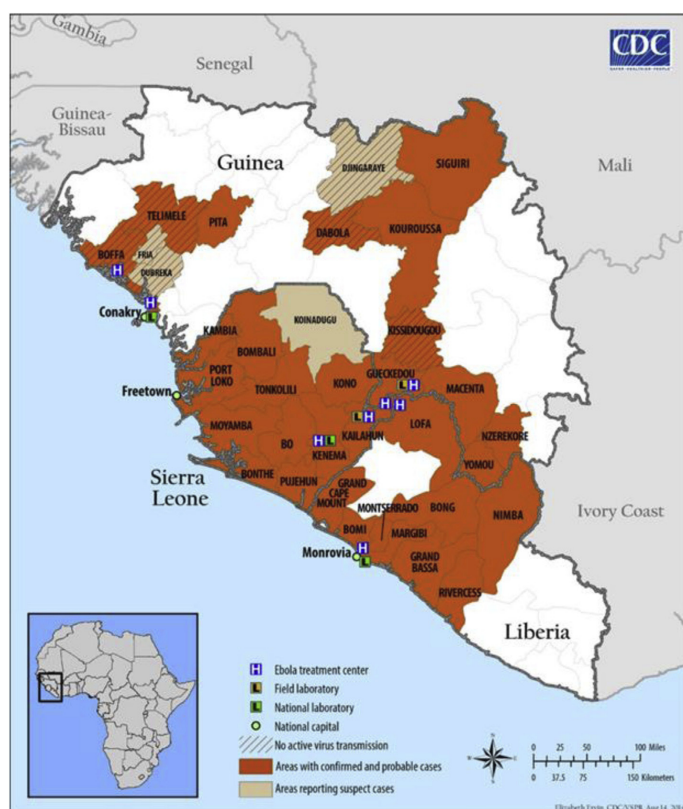 Gambia
Senegal
CDC
Guinea-
Bissau
Guinea
Mali
DJINGARAYE
SIGUIRI
TELIMELE
PITA
DABOLA
KOUROUSSA
BOFFA
FRIA
DUBREKA
H
H
Conakry
L
KOINADUGU
KISSIDOUGOU
KAMBIA
BOMBALI
GUECKEDOU
PORT
LOKO
KONO
L H
MACENTA
Freetown
TONKOLILI
H H
MOYAMBA
L H
LOFA
NZEREKORE
BO
KAILAHUN
H L
KENEMA
YOMOU
BONTHE
Sierra
Leone
PUJEHUN
GRAND
CAPE
MOUNT
MONTSERRADO
BONG
NIMBA
Ivory Coast
BOMI
MARGIBI
Monrovia
H
L
GRAND
BASSA
RIVERCESS
Liberia
H Ebola treatment center
L Field laboratory
L National laboratory
National capital
No active virus transmission
Areas with confirmed and probable cases
Areas reporting suspect cases
0 25 50 100 Miles
0 37.5 75 150 Kilometers